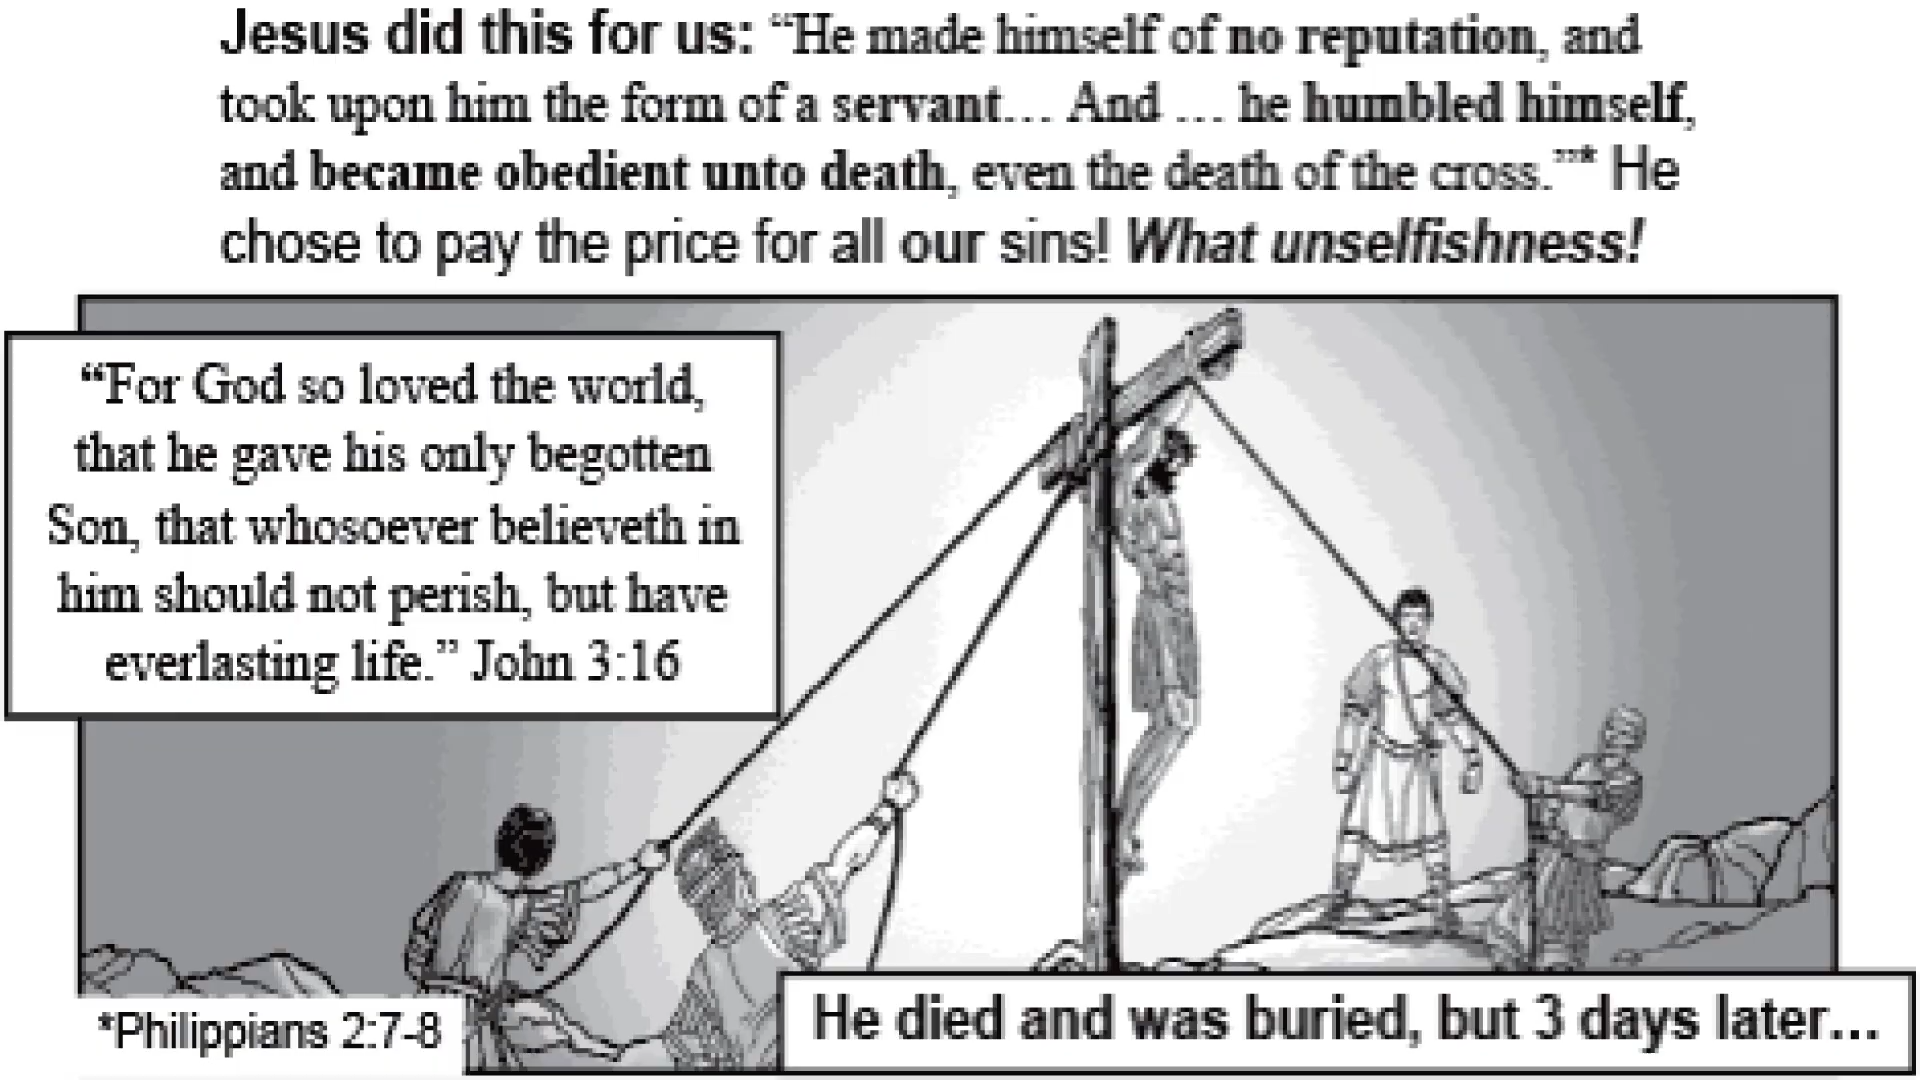 Jesus did this for us: “He made himself of no reputation, and
took upon him the form of a servant… And … he humbled himself,
and became obedient unto death, even the death of the cross.”* He
chose to pay the price for all our sins! What unselfishness!
“For God so loved the world,
that he gave his only begotten
Son, that whosoever believeth in
him should not perish, but have
everlasting life.” John 3:16
*Philippians 2:7-8
He died and was buried, but 3 days later…